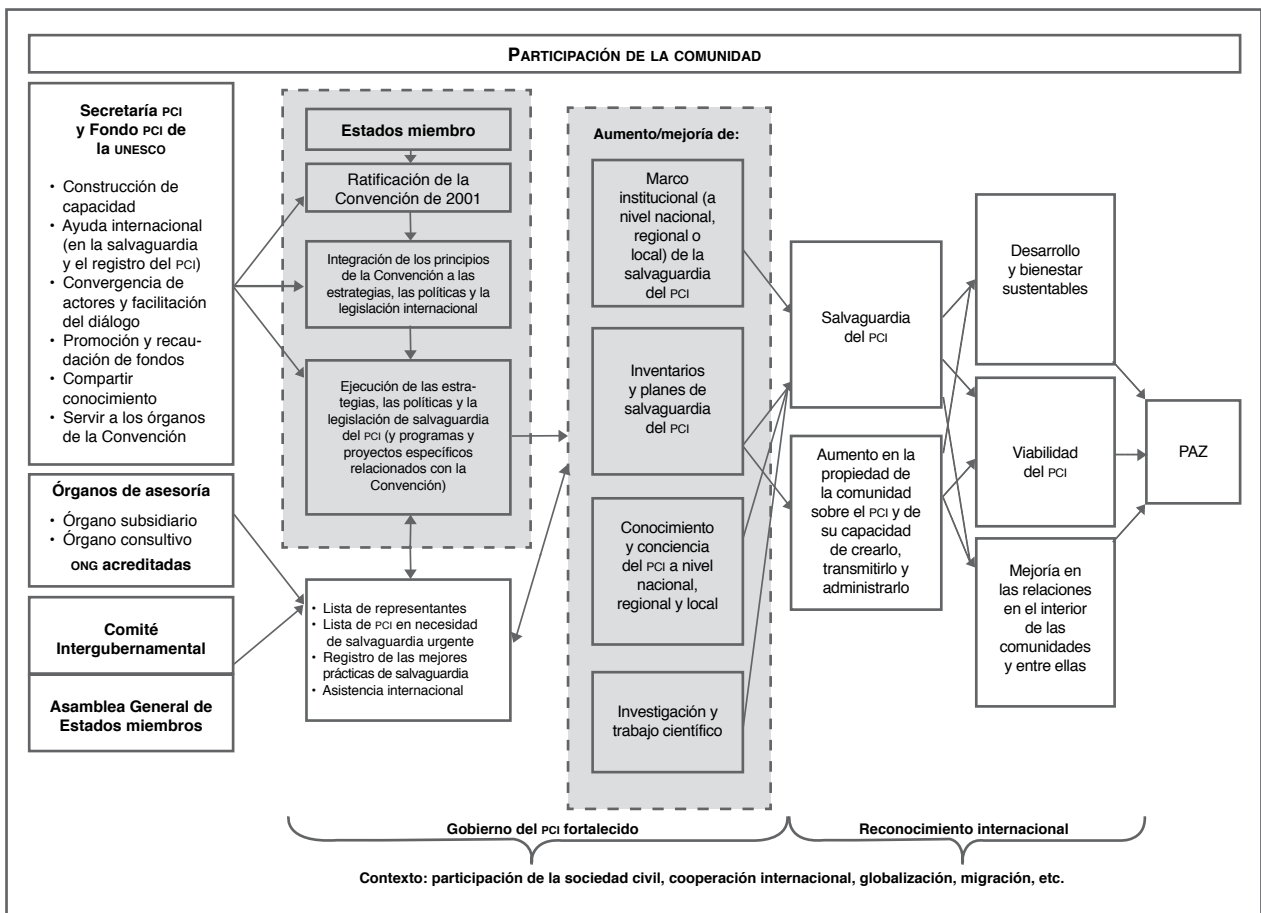 PARTICIPACIÓN DE LA COMUNIDAD
Secretaría PCI
y Fondo PCI de
la UNESCO
• Construcción de
capacidad
• Ayuda internacional
(en la salvaguardia
y el registro del PCI)
• Convergencia de
actores y facilitación
del diálogo
• Promoción y recau-
dación de fondos
• Compartir
conocimiento
• Servir a los órganos
de la Convención
Órganos de asesoría
• Órgano subsidiario
• Órgano consultivo
ONG acreditadas
Comité
Intergubernamental
Asamblea General de
Estados miembros
Estados miembro
Ratificación de la
Convención de 2001
Integración de los principios
de la Convención a las
estrategias, las políticas y la
legislación internacional
Ejecución de las estra-
tegias, las políticas y la
legislación de salvaguardia
del PCI (y programas y
proyectos específicos
relacionados con la
Convención)
• Lista de representantes
• Lista de PCI en necesidad
de salvaguardia urgente
• Registro de las mejores
prácticas de salvaguardia
• Asistencia internacional
Aumento/mejoría de:
Marco
institucional (a
nivel nacional,
regional o
local) de la
salvaguardia
del PCI
Inventarios
y planes de
salvaguardia
del PCI
Conocimiento
y conciencia
del PCI a nivel
nacional,
regional y local
Investigación y
trabajo científico
Salvaguardia
del PCI
Aumento en la
propiedad de
la comunidad
sobre el PCI y de
su capacidad
de crearlo,
transmitirlo y
administrarlo
Desarrollo
y bienestar
sustentables
Viabilidad
del PCI
Mejoría en
las relaciones
en el interior
de las
comunidades
y entre ellas
PAZ
Gobierno del PCI fortalecido
Reconocimiento internacional
Contexto: participación de la sociedad civil, cooperación internacional, globalización, migración, etc.